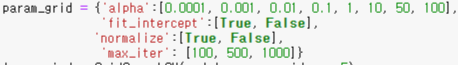 param_grid = {'alpha':[0.0001, 0.001, 0.01, 0.1, 1, 10, 50, 100],
'fit_intercept':[True, False],
'normalize':[True, False],
'max_iter': [100, 500, 1000]}